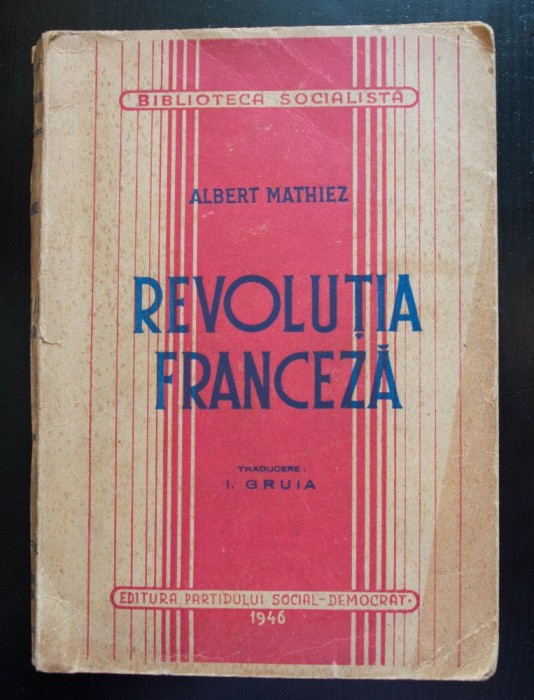 BIBLIOTECA SOCIALISTĂ
ALBERT MATHIEZ
REVOLUȚIA
FRANCEZĂ
TRADUCERE:
I. GRUIA
EDITURA PARTIDULUI SOCIAL-DEMOCRAT·
1946